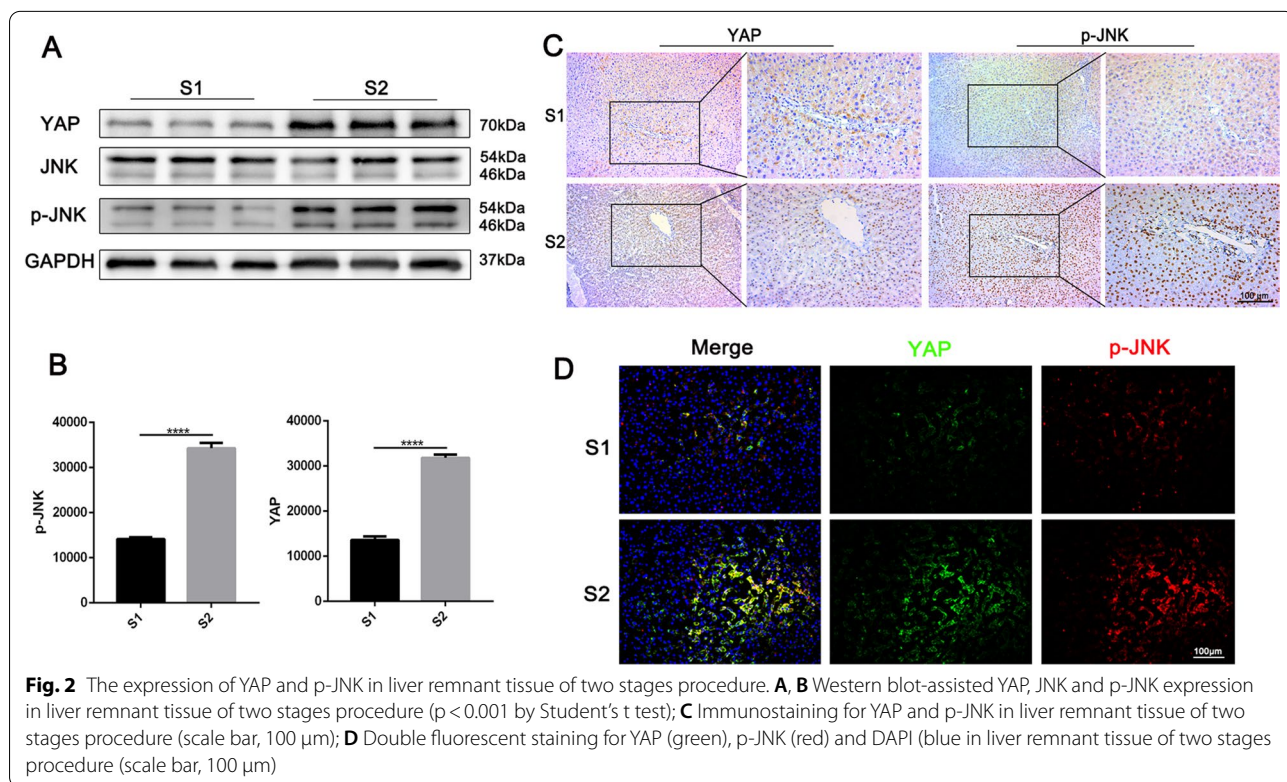 A
S1 S2
YAP 70kDa
JNK 54kDa
46kDa
p-JNK 54kDa
46kDa
GAPDH 37kDa
B
p-JNK
40000
30000
20000
10000
0
****
S1 S2
YAP
40000
30000
20000
10000
0
****
S1 S2
C
YAP p-JNK
S1
S2
100 μm
D
Merge YAP p-JNK
S1
S2
100μm
Fig. 2 The expression of YAP and p-JNK in liver remnant tissue of two stages procedure. A, B Western blot-assisted YAP, JNK and p-JNK expression
in liver remnant tissue of two stages procedure (p < 0.001 by Student’s t test); C Immunostaining for YAP and p-JNK in liver remnant tissue of two
stages procedure (scale bar, 100 μm); D Double fluorescent staining for YAP (green), p-JNK (red) and DAPI (blue in liver remnant tissue of two stages
procedure (scale bar, 100 μm)